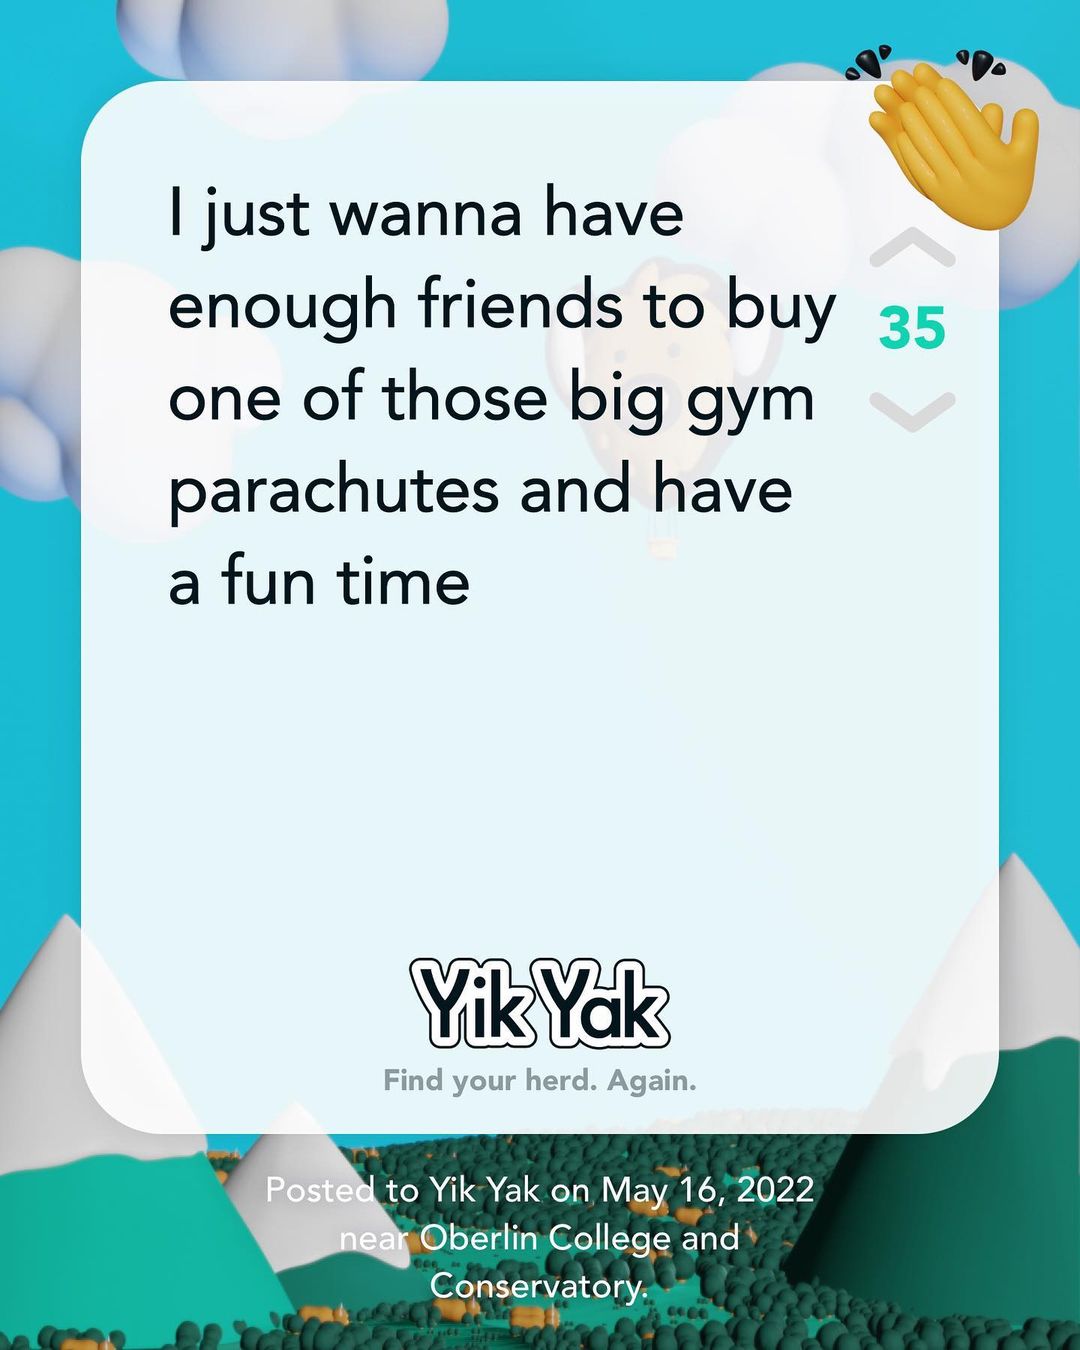 I just wanna have
enough friends to buy
one of those big gym
parachutes and have
a fun time
35
Yik Yak
Find your herd. Again.
Posted to Yik Yak on May 16, 2022
near Oberlin College and
Conservatory.